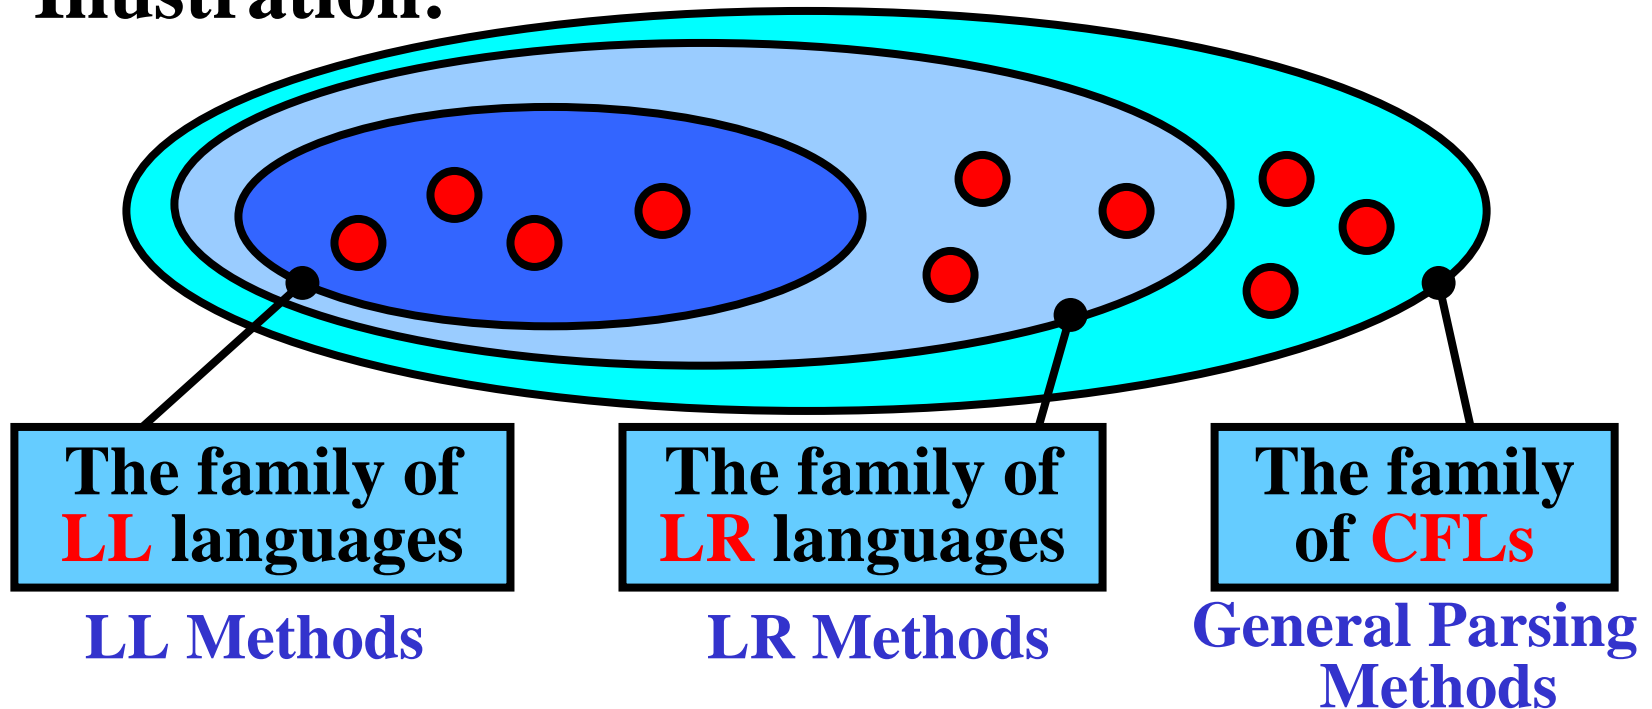 Illustration:
The family of
LL languages
LL Methods
The family of
LR languages
LR Methods
The family
of CFLs
General Parsing
Methods